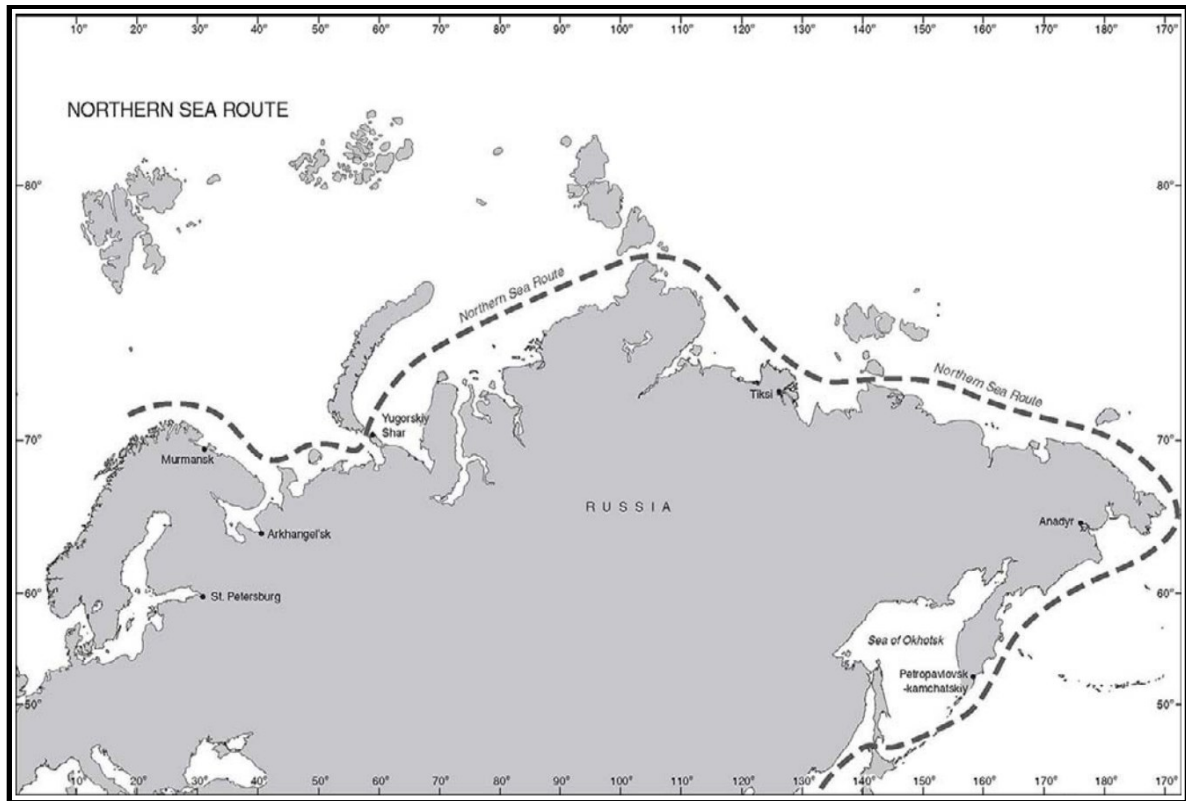 10° 20° 30° 40° 50° 60° 70° 80° 90° 100° 110° 120° 130° 140° 150° 160° 170° 180° 170°
NORTHERN SEA ROUTE
80° 80°
Northern Sea Route
Northern Sea Route
Tiksi
Yugorskiy
Shar
70° 70°
Murmansk
RUSSIA
Anadyr
Arkhangel'sk
60° 60°
St. Petersburg
Sea of Okhotsk
Petropavlovsk
-kamchatskiy
50° 50°
10° 20° 30° 40° 50° 60° 70° 80° 90° 100° 110° 120° 130° 140° 150° 160° 170° 180° 170°